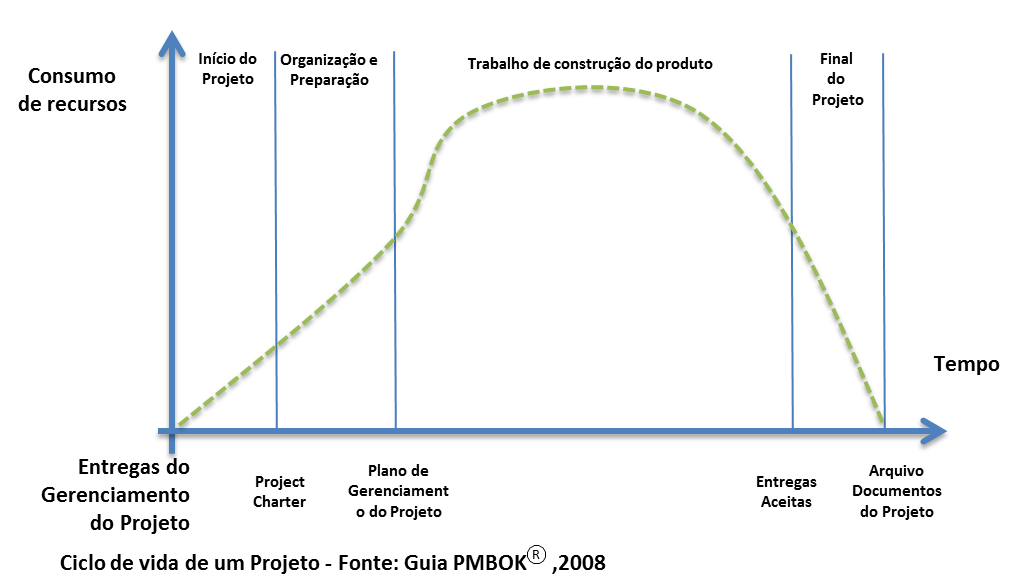 Consumo
de recursos
Início do
Projeto
Organização e
Preparação
Trabalho de construção do produto
Final
do
Projeto
Tempo
Entregas do
Gerenciamento
do Projeto
Project
Charter
Plano de
Gerenciament
o do Projeto
Entregas
Aceitas
Arquivo
Documentos
do Projeto
Ciclo de vida de um Projeto - Fonte: Guia PMBOK® ,2008